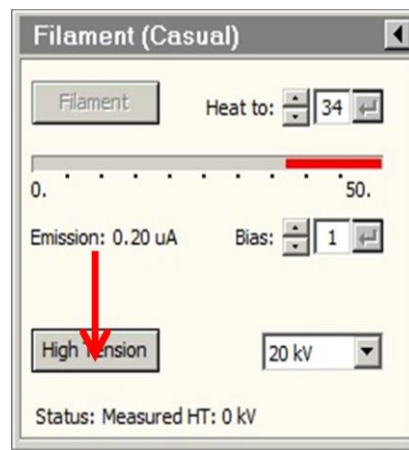 Filament (Casual)
Filament Heat to: 34
0. 50.
Emission: 0.20 uA Bias: 1
High Tension 20 kV
Status: Measured HT: 0 kV